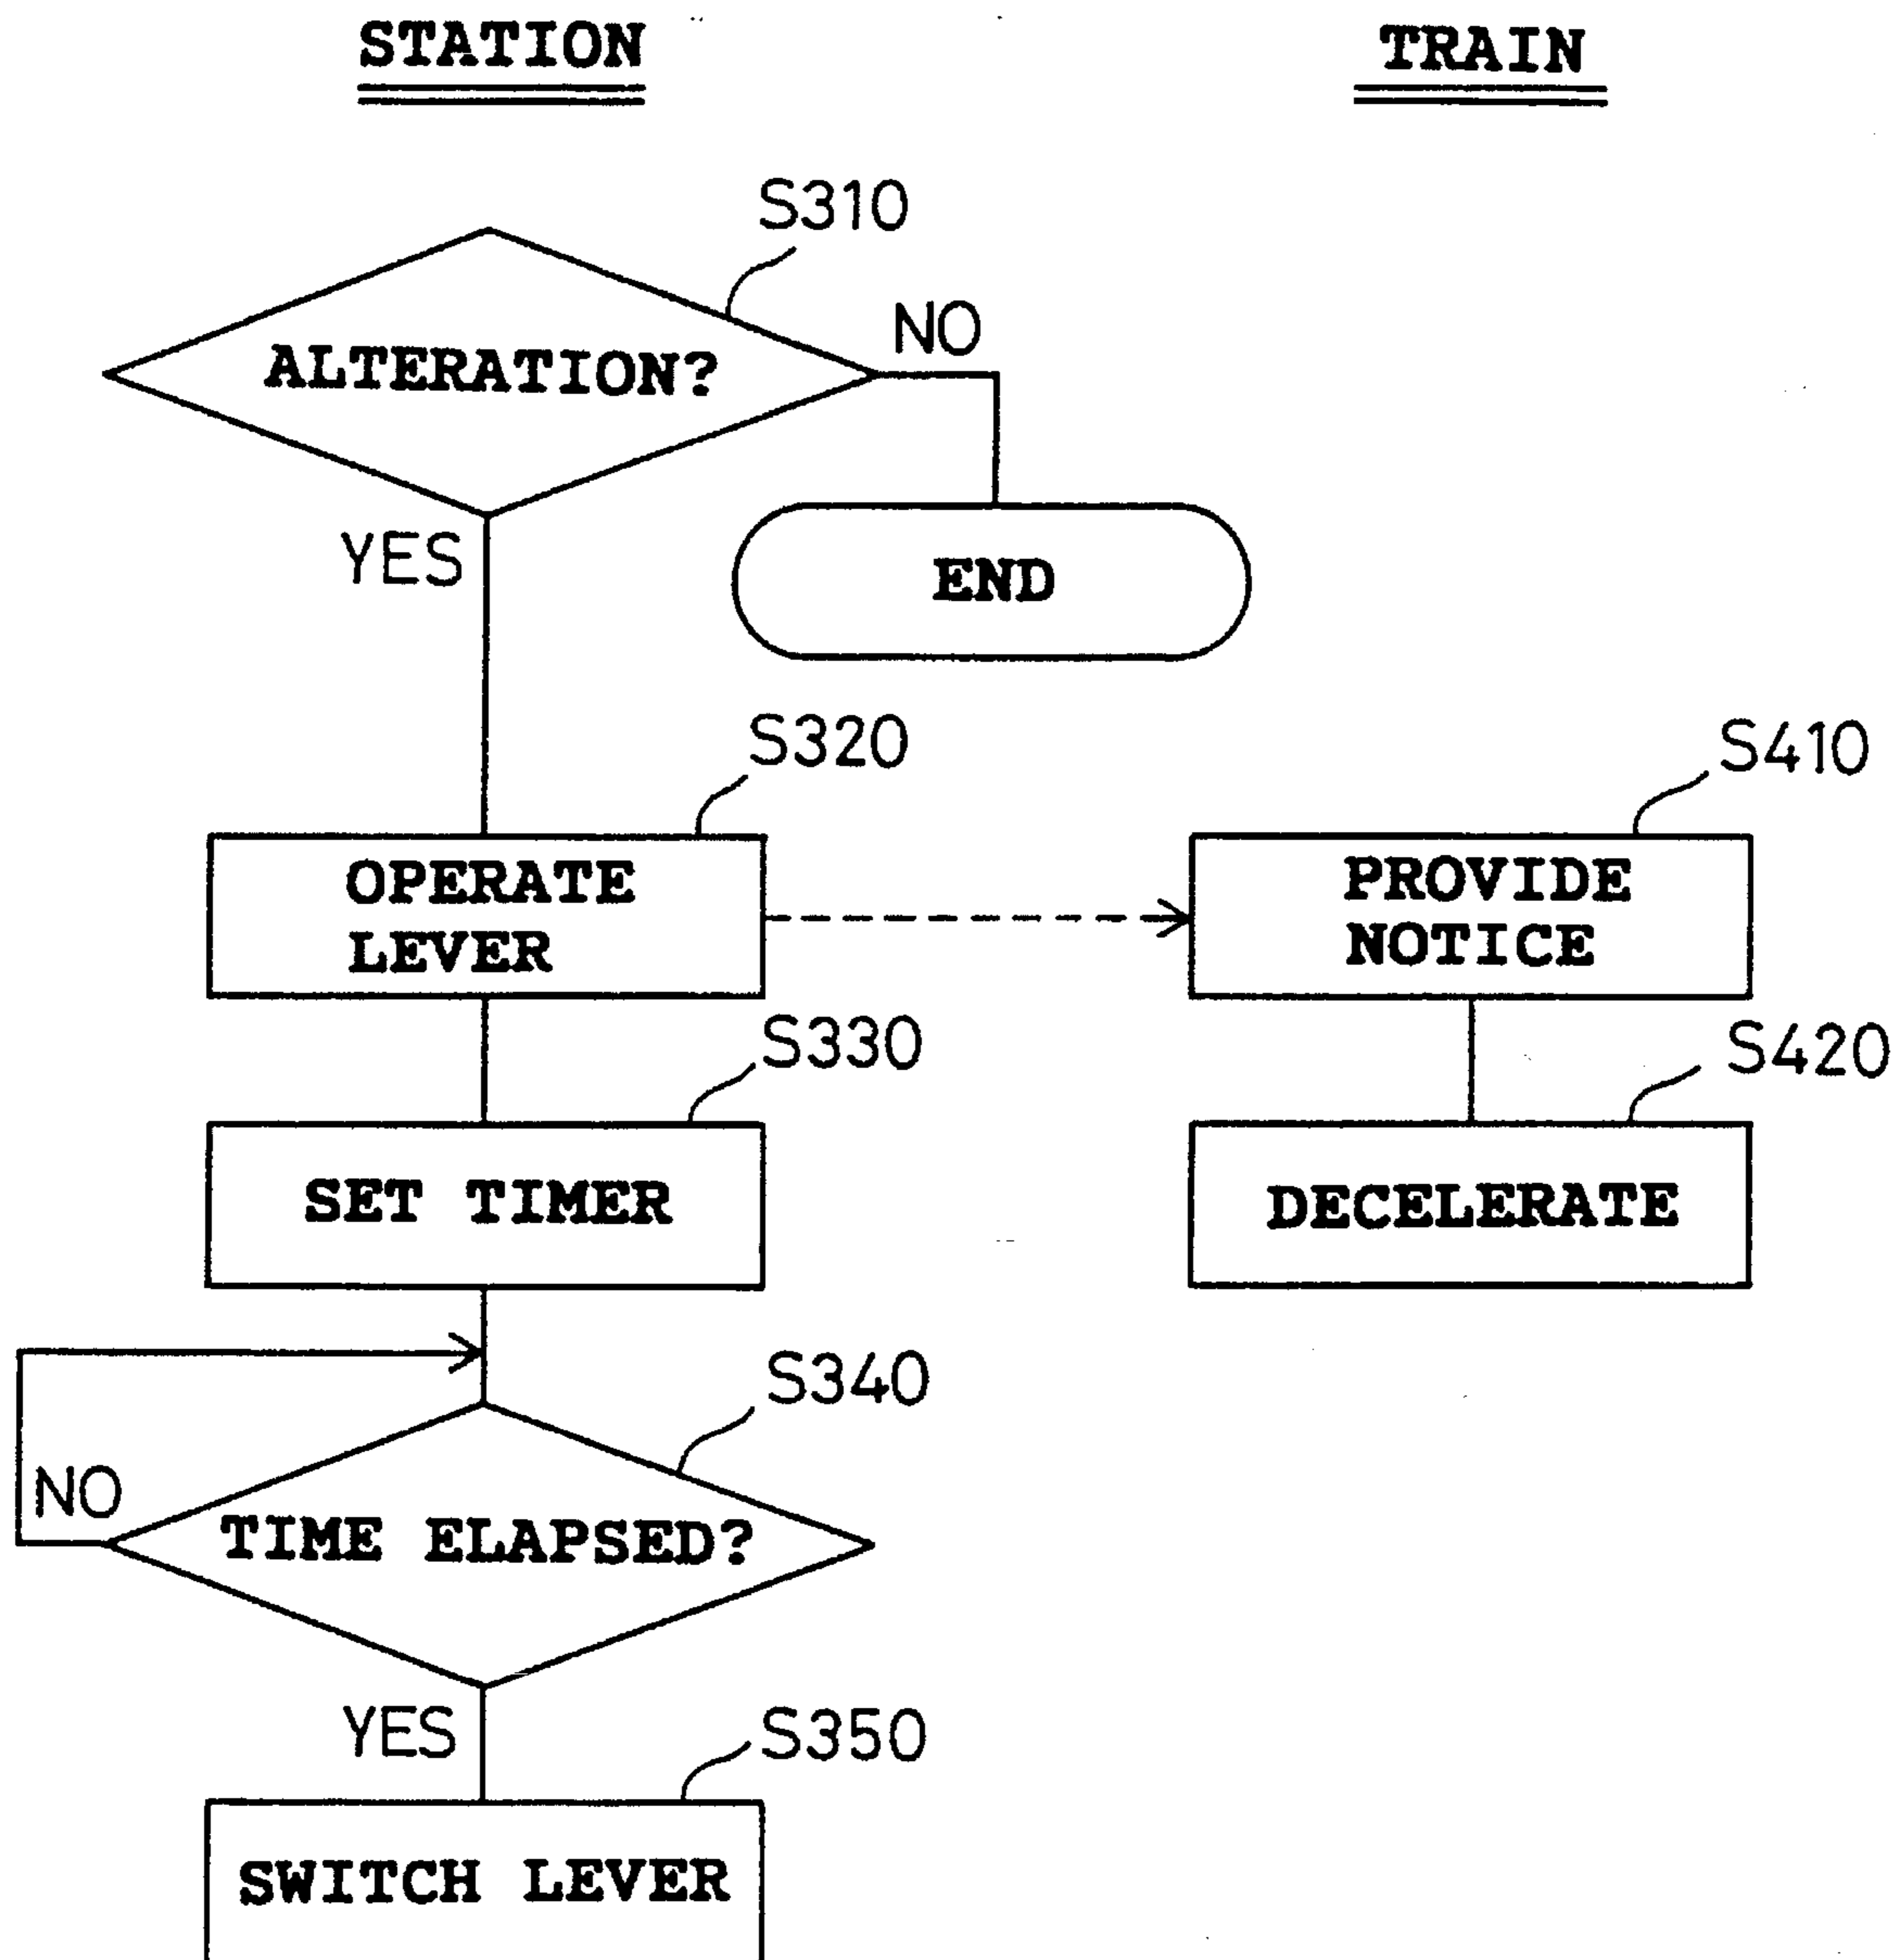 STATION
TRAIN
S310
ALTERATION?
NO
YES
END
S320
OPERATE
LEVER
S410
PROVIDE
NOTICE
S330
SET TIMER
S420
DECELERATE
S340
NO
TIME ELAPSED?
YES
S350
SWITCH LEVER